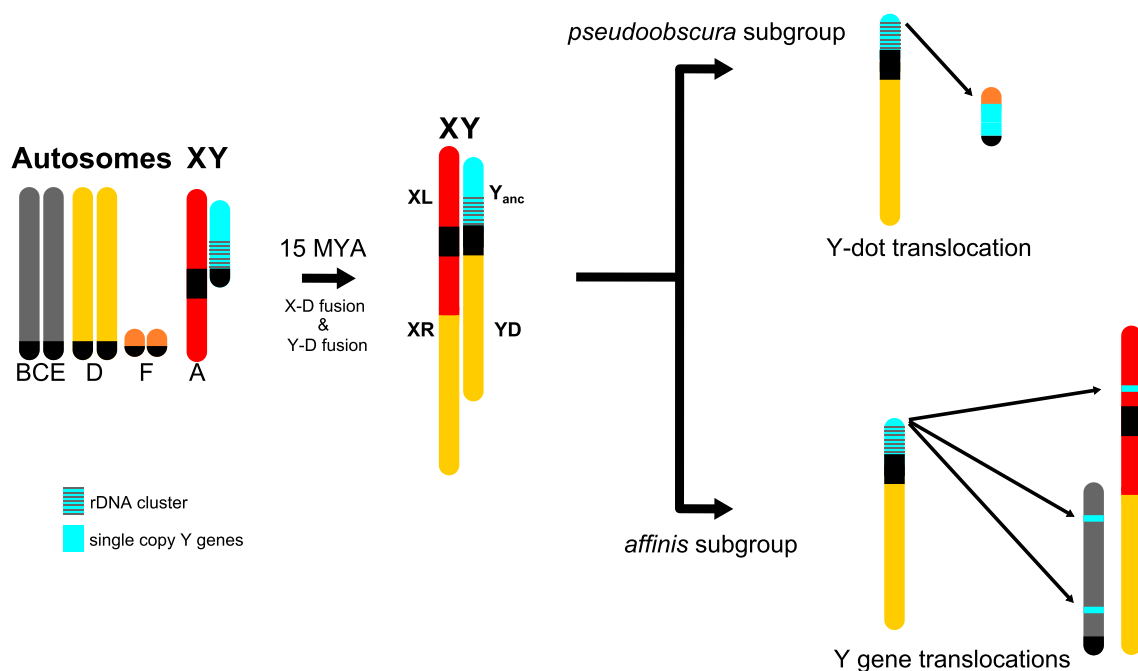 Autosomes XY
BCE D F A
15 MYA
X-D fusion
&
Y-D fusion
XY
XL Yanc
XR YD
pseudoobscura subgroup
Y-dot translocation
affinis subgroup
Y gene translocations
rDNA cluster
single copy Y genes